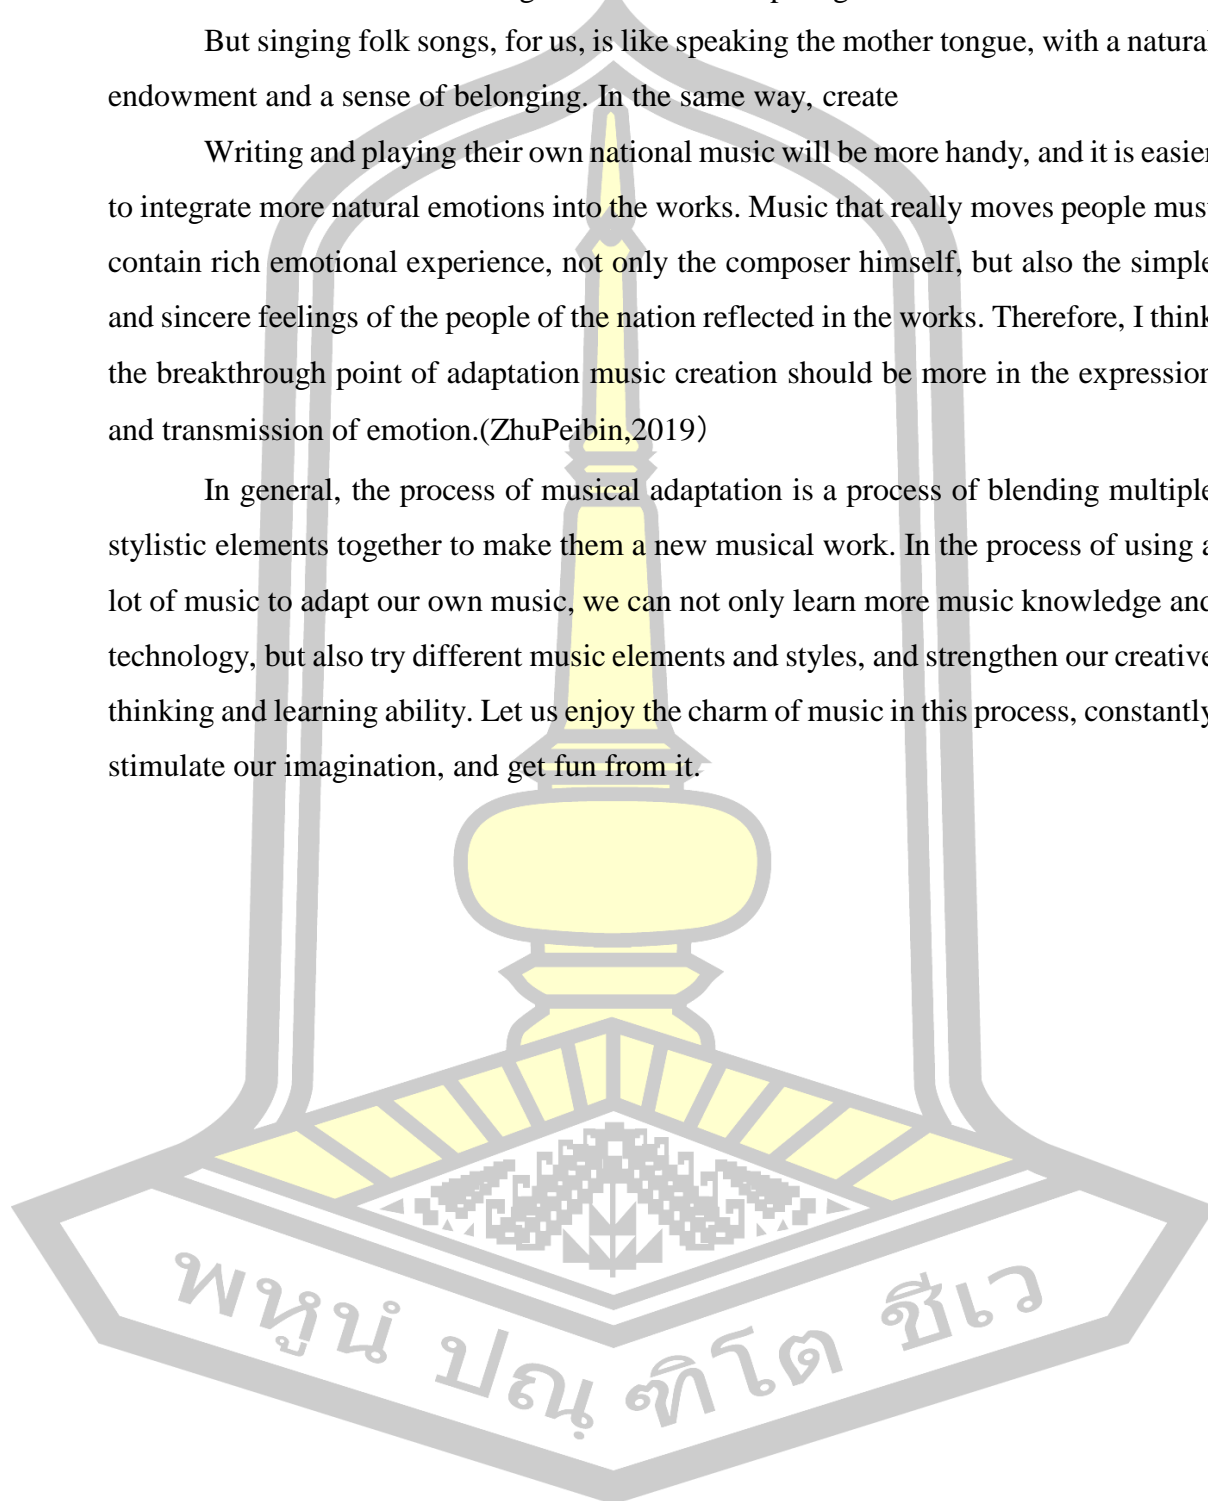 But singing folk songs, for us, is like speaking the mother tongue, with a natural
endowment and a sense of belonging. In the same way, create
Writing and playing their own national music will be more handy, and it is easier
to integrate more natural emotions into the works. Music that really moves people must
contain rich emotional experience, not only the composer himself, but also the simple
and sincere feelings of the people of the nation reflected in the works. Therefore, I think
the breakthrough point of adaptation music creation should be more in the expression
and transmission of emotion.(ZhuPeibin,2019）
In general, the process of musical adaptation is a process of blending multiple
stylistic elements together to make them a new musical work. In the process of using a
lot of music to adapt our own music, we can not only learn more music knowledge and
technology, but also try different music elements and styles, and strengthen our creative
thinking and learning ability. Let us enjoy the charm of music in this process, constantly
stimulate our imagination, and get fun from it.
พหูนํ ปณฺฑิโต ชีเว